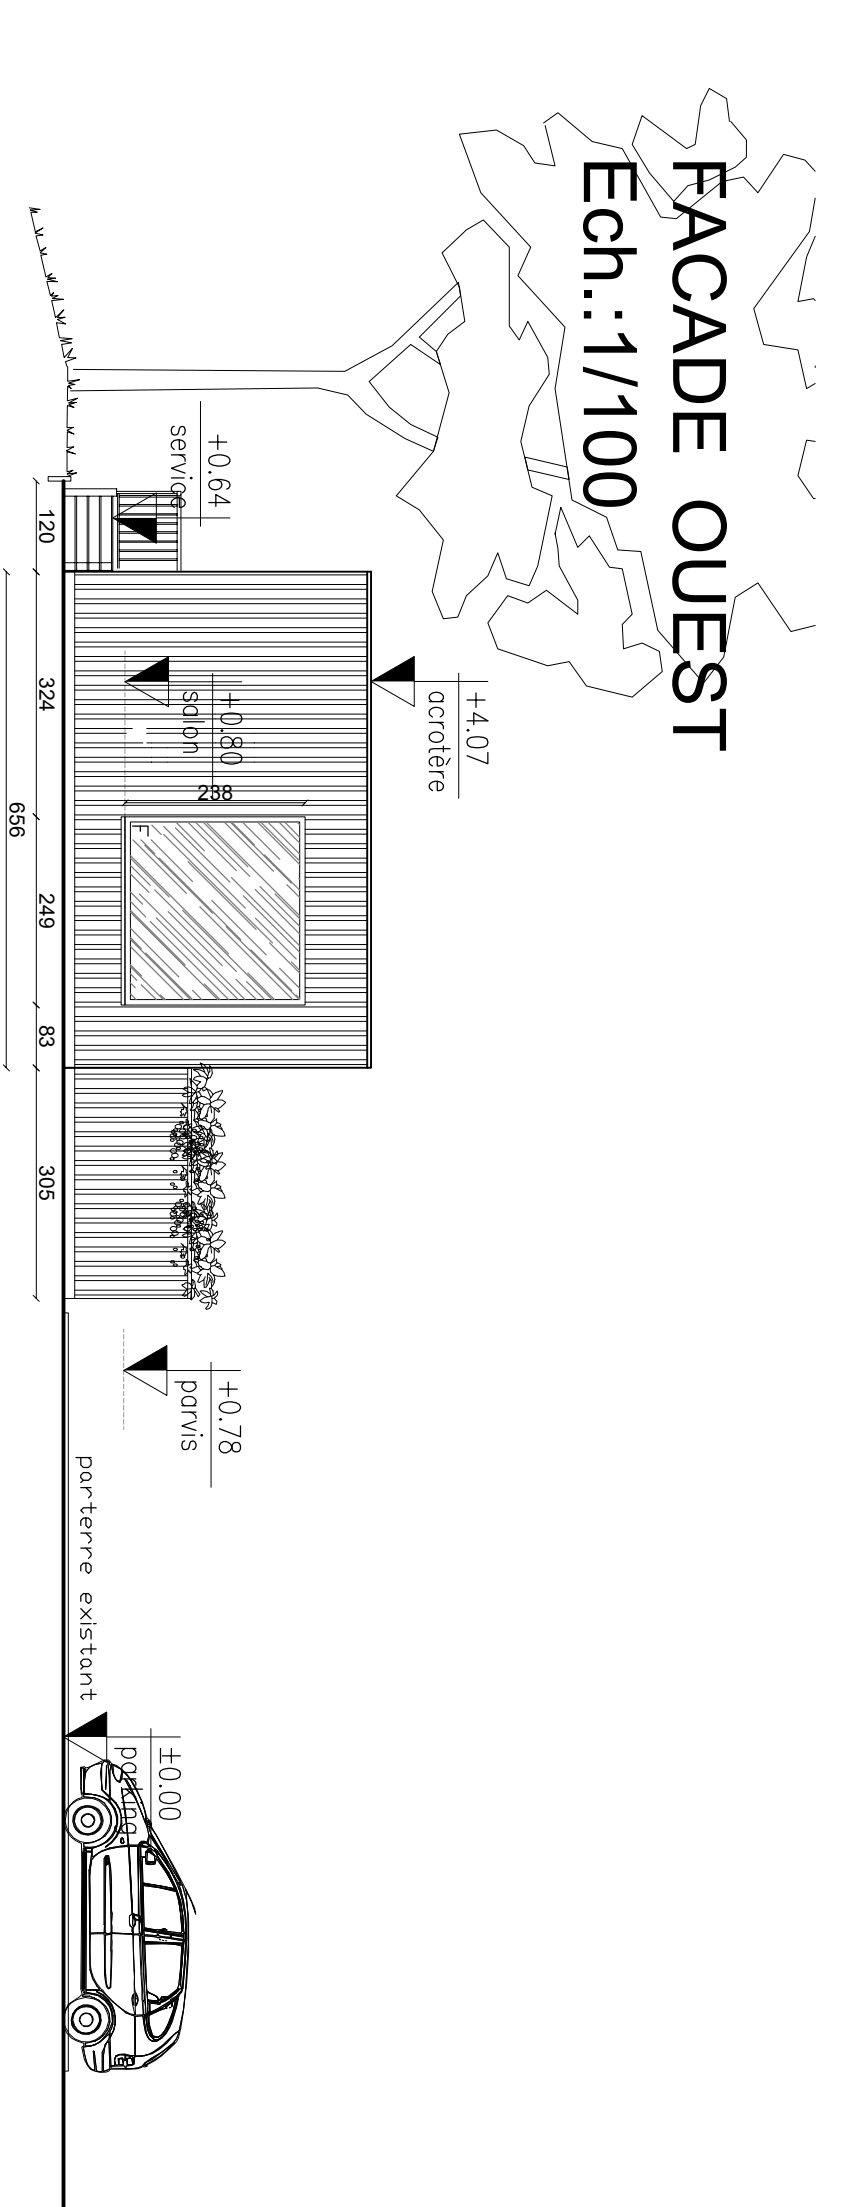 FACADE OUEST
Ech.:1/100
+4.07
acrotère
+0.64
service
+0.80
salon
238
F
+0.78
parvis
parterre existant
±0.00
parking
120
324
249
83
305
656